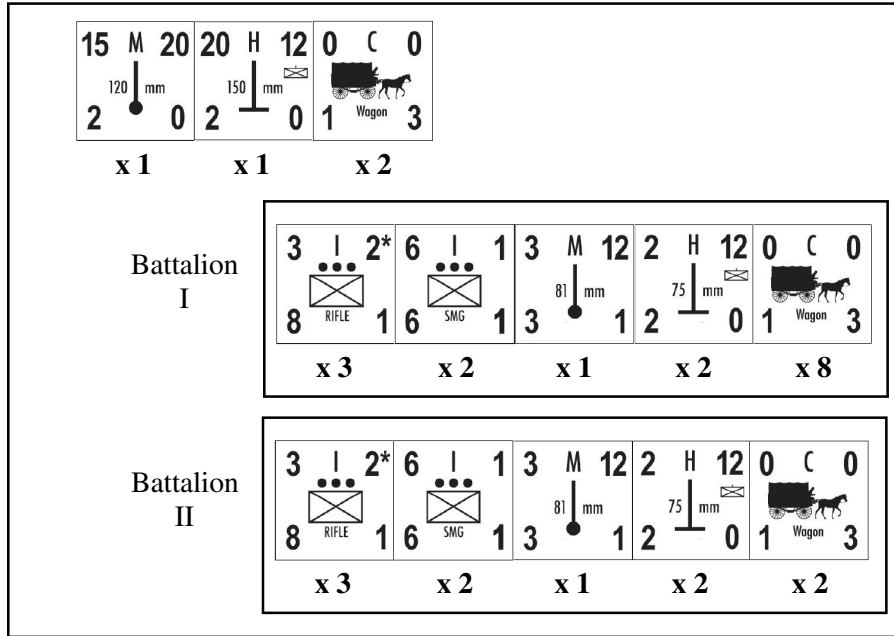 15 M 20 20 H 12 0 C 0
120 mm 150 mm
2 0 2 0 1 Wagon 3
x 1 x 1 x 2
Battalion
I
3 I 2* 6 I 1 3 M 12 2 H 12 0 C 0
81 mm 75 mm
8 RIFLE 1 6 SMG 1 3 1 2 0 1 Wagon 3
x 3 x 2 x 1 x 2 x 8
Battalion
II
3 I 2* 6 I 1 3 M 12 2 H 12 0 C 0
81 mm 75 mm
8 RIFLE 1 6 SMG 1 3 1 2 0 1 Wagon 3
x 3 x 2 x 1 x 2 x 2